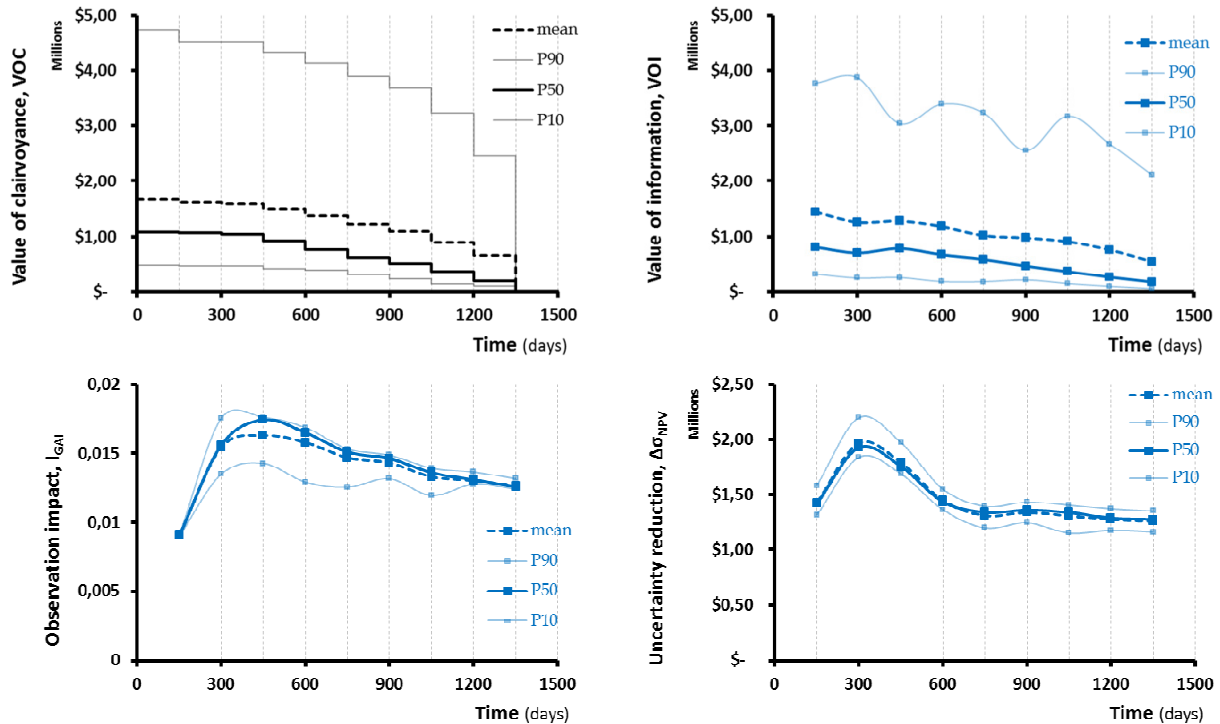 Value of clairvoyance, VOC
Millions
$5,00
$4,00
$3,00
$2,00
$1,00
$-
0
300
600
900
1200
1500
Time (days)
mean
P90
P50
P10
Value of information, VOI
Millions
$5,00
$4,00
$3,00
$2,00
$1,00
$-
0
300
600
900
1200
1500
Time (days)
mean
P90
P50
P10
Observation impact, I_GAI
0,02
0,015
0,01
0,005
0
0
300
600
900
1200
1500
Time (days)
mean
P90
P50
P10
Uncertainty reduction, Δσ_NPV
Millions
$2,50
$2,00
$1,50
$1,00
$0,50
$-
0
300
600
900
1200
1500
Time (days)
mean
P90
P50
P10